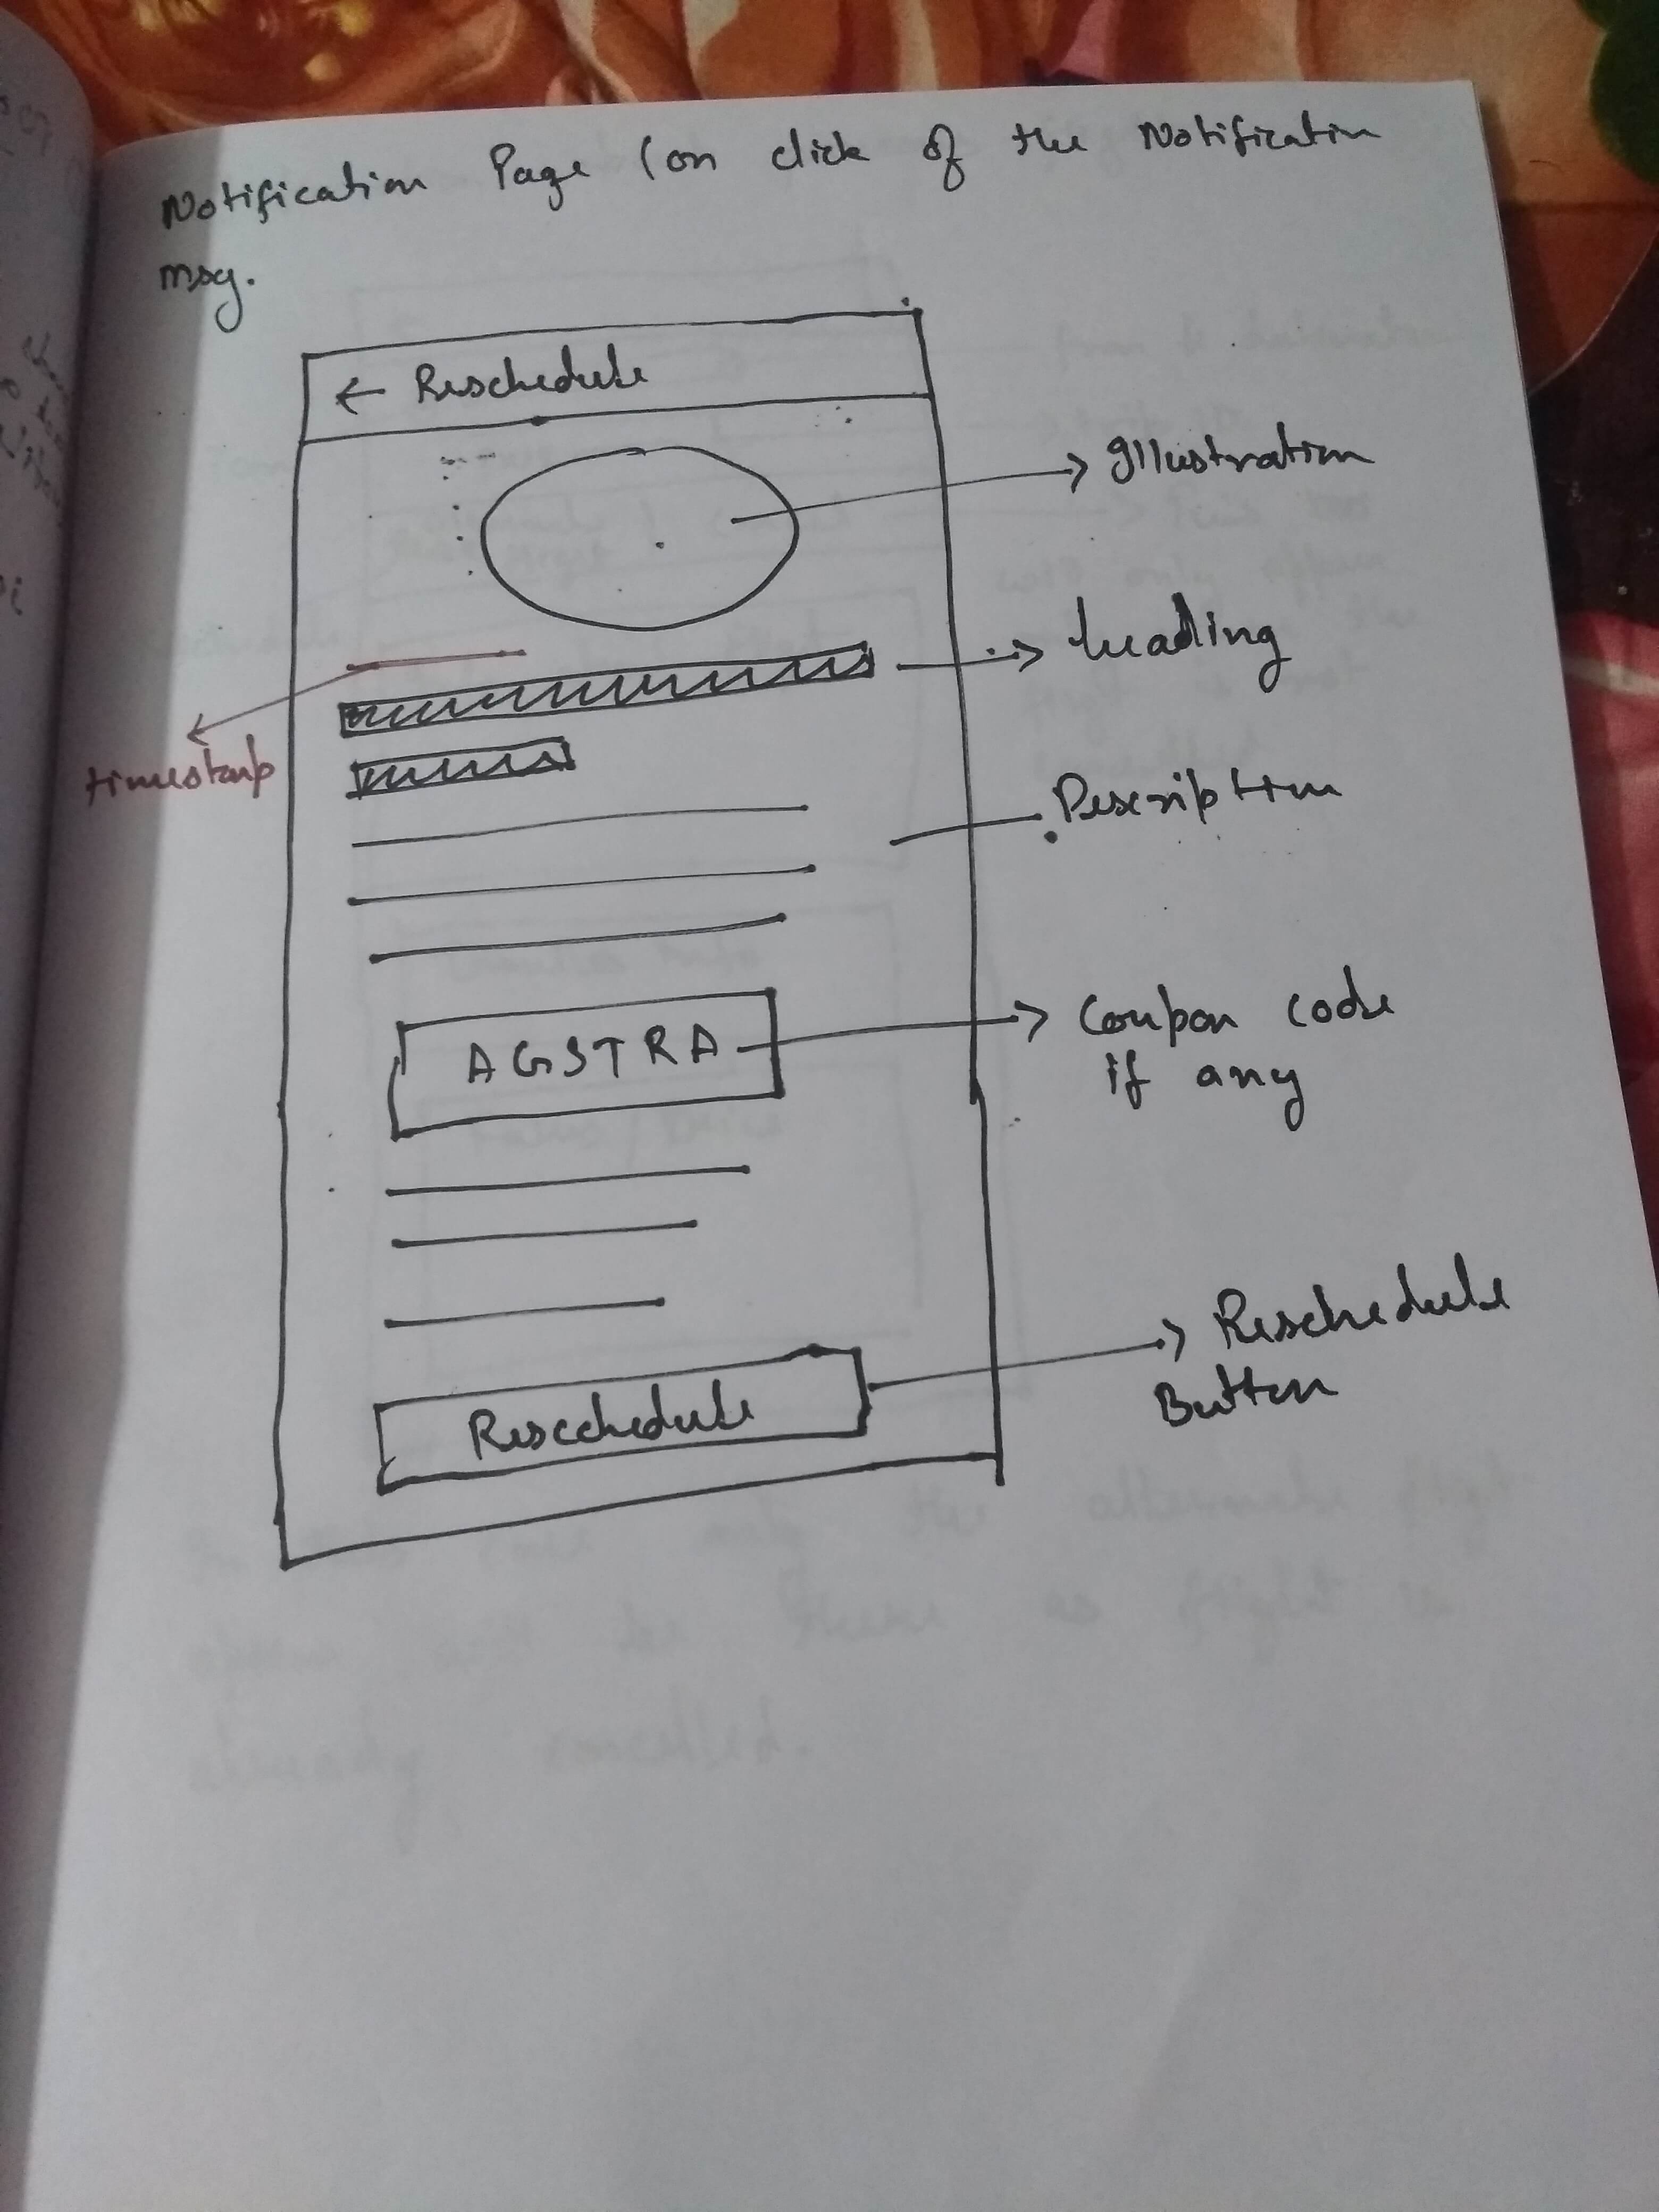 Notification Page (on click of the Notification
msg.
← Reschedule
Illustration
heading
timestamp
Description
AGSTRA
Coupon code
if any
Reschedule
Button
Rescchedule